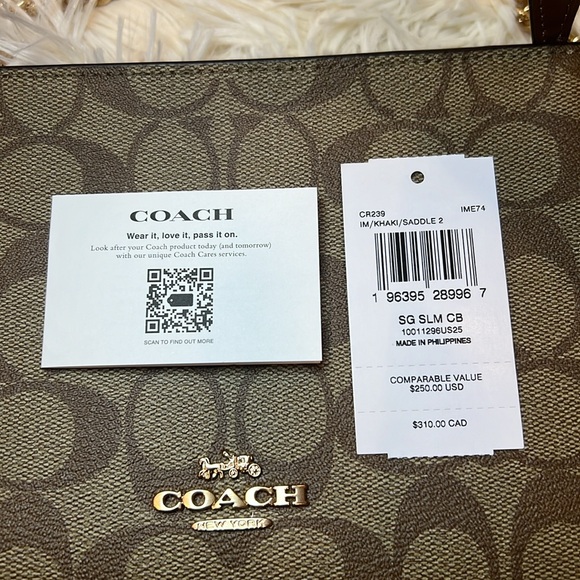 COACH
Wear it, love it, pass it on.
Look after your Coach product today (and tomorrow)
with our unique Coach Cares services.
SCAN TO FIND OUT MORE
CR239 IME74
IM/KHAKI/SADDLE 2
1 96395 28996 7
SG SLM CB
10011296US25
MADE IN PHILIPPINES
COMPARABLE VALUE
$250.00 USD
$310.00 CAD
COACH
NEW YORK